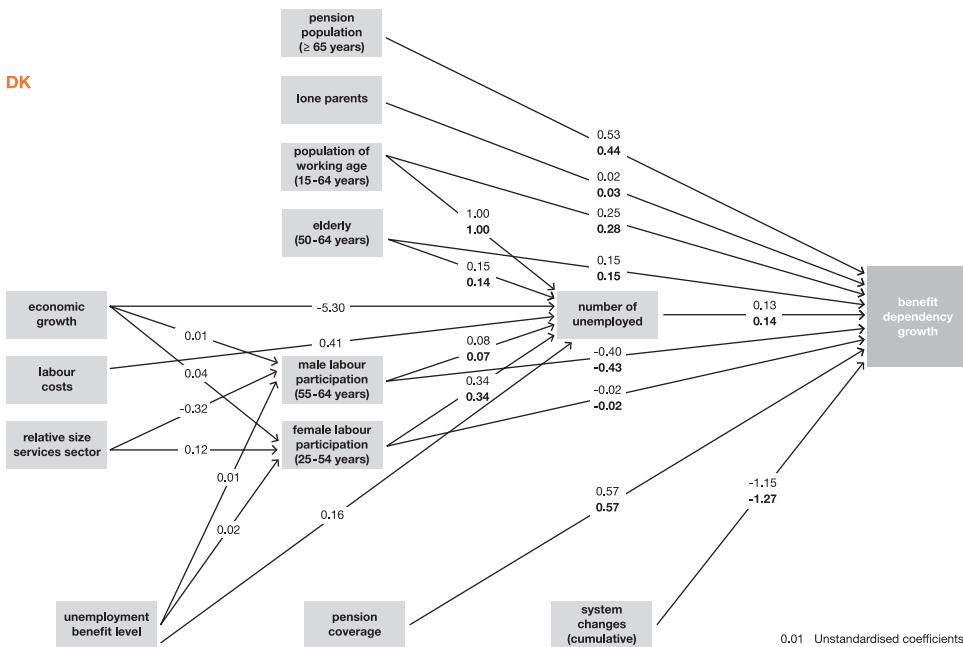 pension
population
(≥ 65 years)
DK
lone parents
0.53
0.44
population of
working age
(15-64 years)
0.02
0.03
elderly
(50-64 years)
1.00
1.00
0.25
0.28
0.15
0.14
0.15
0.15
economic
growth
-5.30
number of
unemployed
0.13
0.14
benefit
dependency
growth
0.01
0.41
0.08
0.07
-0.40
-0.43
labour
costs
0.04
male labour
participation
(55-64 years)
0.34
0.34
-0.02
-0.02
-0.32
relative size
services sector
0.12
female labour
participation
(25-54 years)
0.01
0.02
0.16
0.57
0.57
-1.15
-1.27
unemployment
benefit level
pension
coverage
system
changes
(cumulative)
0.01 Unstandardised coefficients